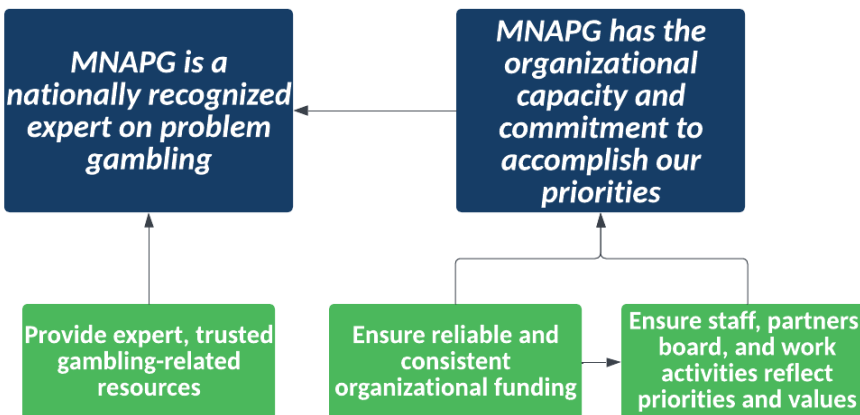 MNAPG is a
nationally recognized
expert on problem
gambling
MNAPG has the
organizational
capacity and
commitment to
accomplish our
priorities
Provide expert, trusted
gambling-related
resources
Ensure reliable and
consistent
organizational funding
Ensure staff, partners
board, and work
activities reflect
priorities and values